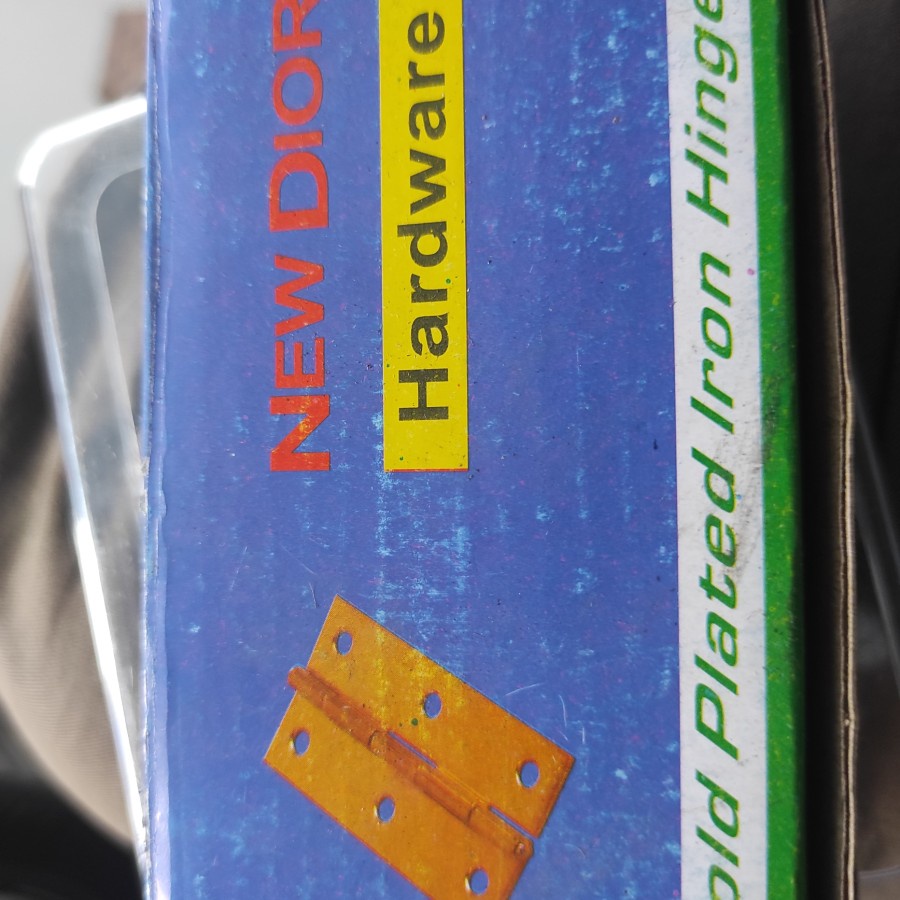 NEW DIOR
Hardware
old Plated Iron Hinge